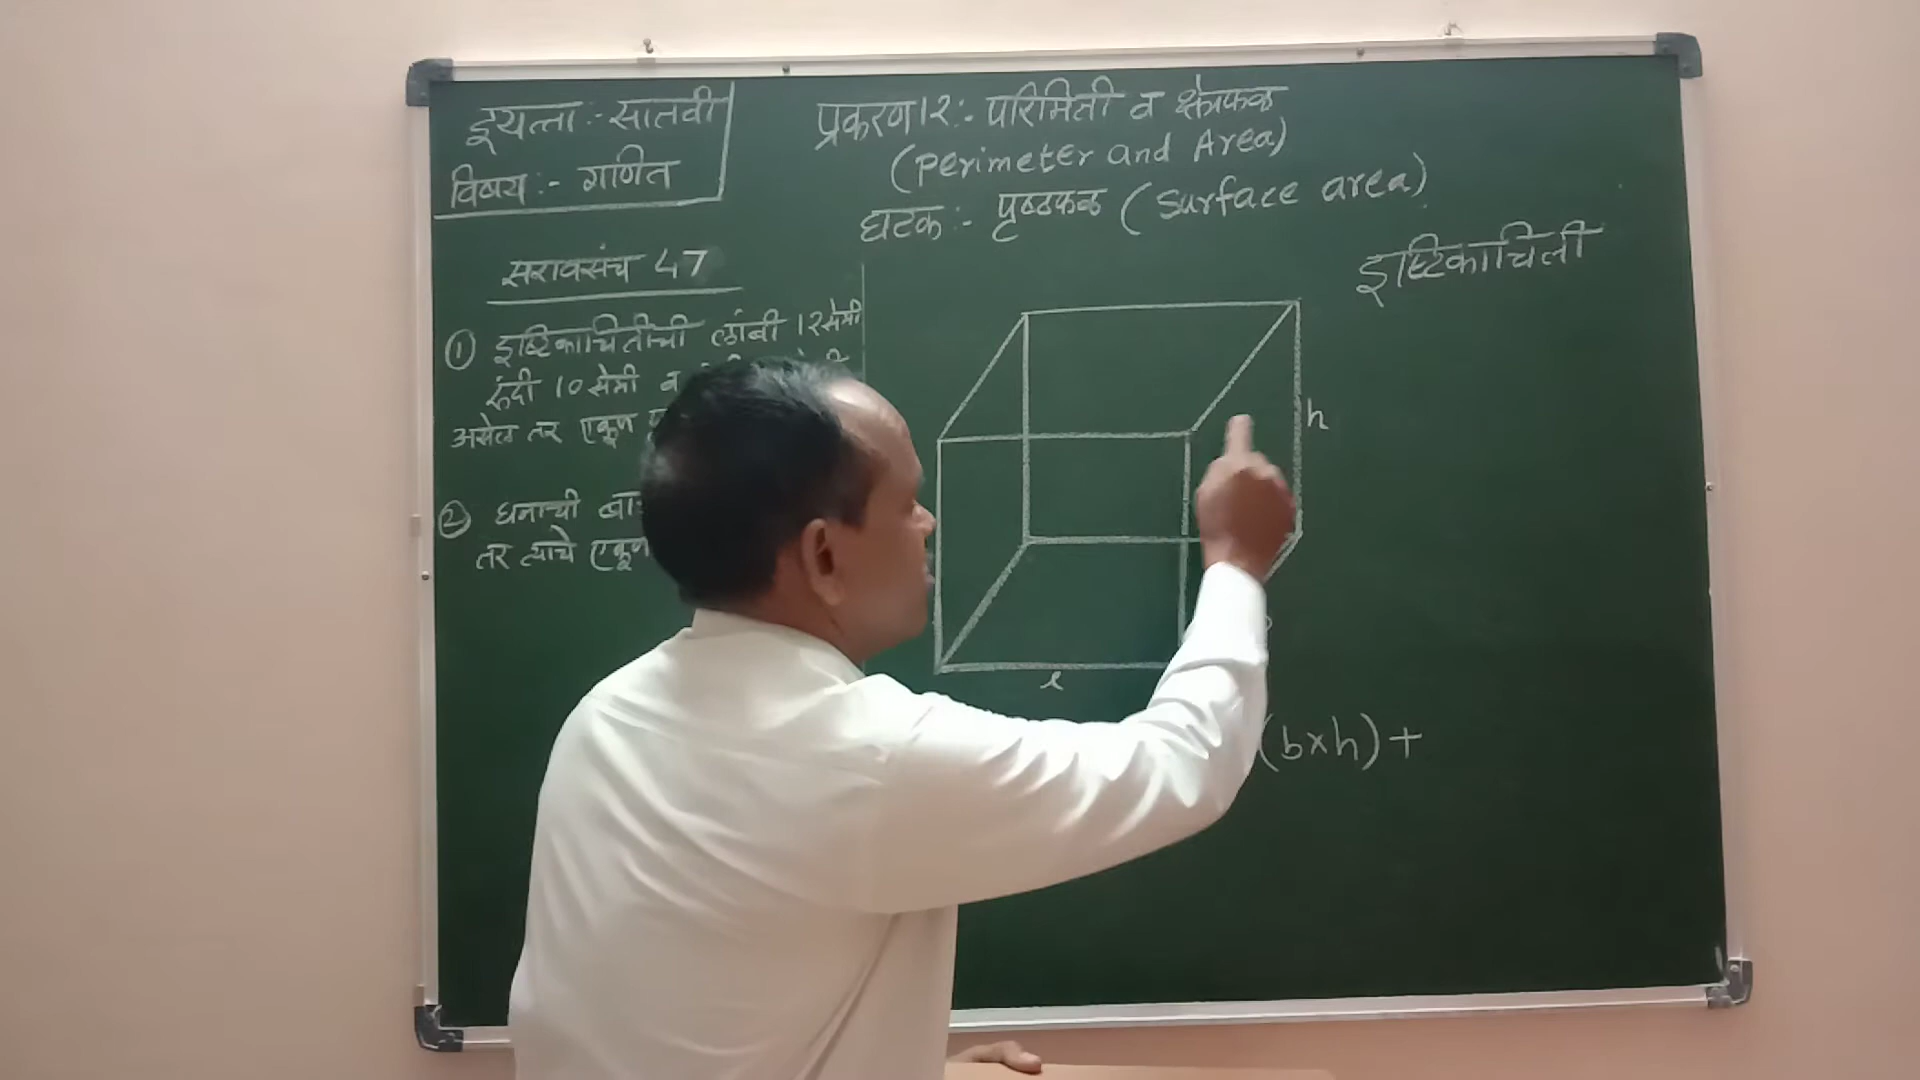 इयत्ता :- सातवी
विषय :- गणित
प्रकरण १२ :- परिमिती व क्षेत्रफळ
(Perimeter and Area)
घटक :- पृष्ठफळ (Surface area)
सरावसंच 47
① इष्टिकाचितीची लांबी १२ सेमी
रुंदी १० सेमी व
असेल तर एकूण
② घनाची
तर त्याचे एकूण
इष्टिकाचिती
h
l
(b×h) +